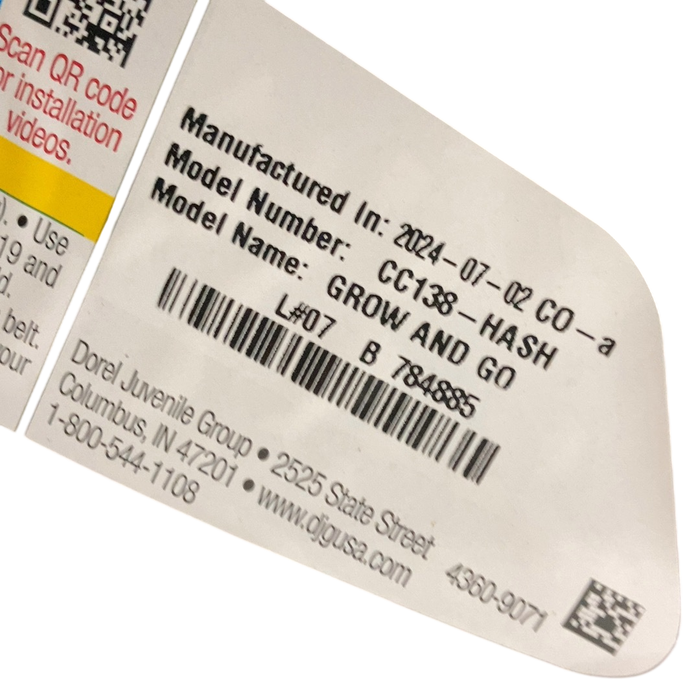 Scan QR code
or installation
videos.
). • Use
19 and
d.
belt.
our
Manufactured In: 2024-07-02 CO-a
Model Number: CC138-HASH
Model Name: GROW AND GO
L#07 B 784885
Dorel Juvenile Group • 2525 State Street
Columbus, IN 47201 • www.djgusa.com
1-800-544-1108
4360-9071